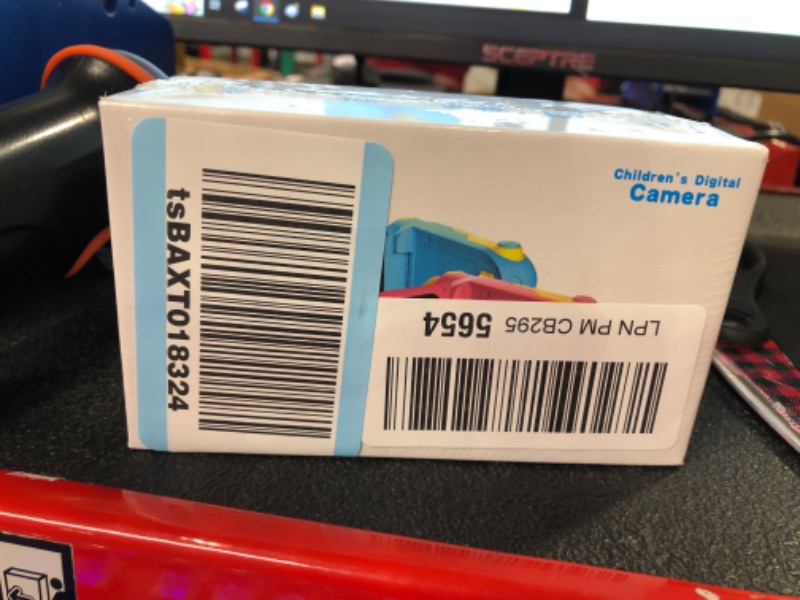 SCEPTRE
Children's Digital
Camera
tsBAXT018324
LPN PM CB295 5654